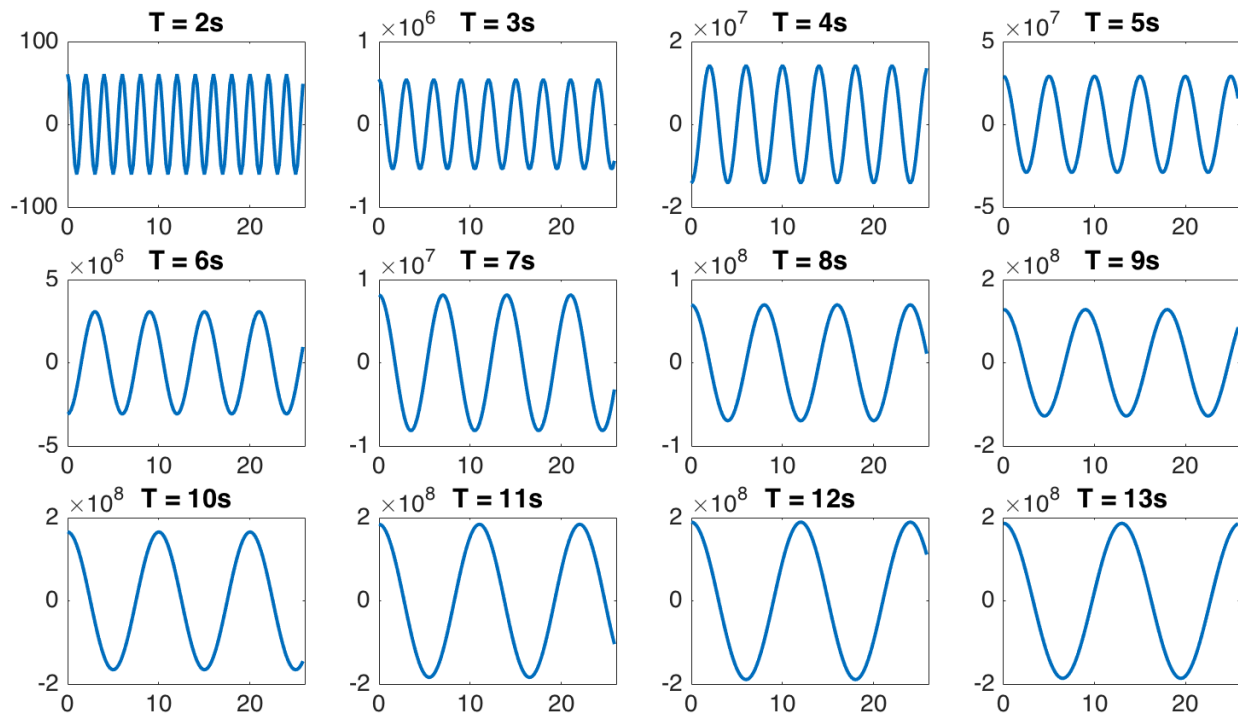 T = 2s
100
0
-100
0 10 20
×10^6 T = 3s
1
0
-1
0 10 20
×10^7 T = 4s
2
0
-2
0 10 20
×10^7 T = 5s
5
0
-5
0 10 20
×10^6 T = 6s
5
0
-5
0 10 20
×10^7 T = 7s
1
0
-1
0 10 20
×10^8 T = 8s
1
0
-1
0 10 20
×10^8 T = 9s
2
0
-2
0 10 20
×10^8 T = 10s
2
0
-2
0 10 20
×10^8 T = 11s
2
0
-2
0 10 20
×10^8 T = 12s
2
0
-2
0 10 20
×10^8 T = 13s
2
0
-2
0 10 20